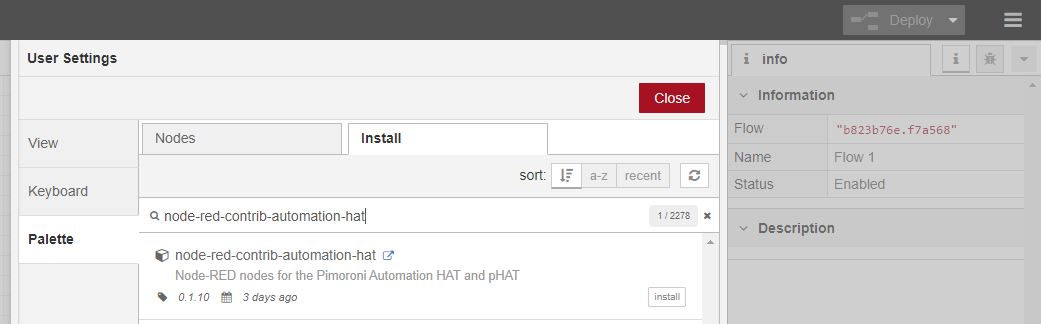 Deploy
User Settings
info
Close
Information
View
Nodes
Install
Flow
"b823b76e.f7a568"
Name
Flow 1
sort:
a-z
recent
Keyboard
Status
Enabled
node-red-contrib-automation-hat
1 / 2278
Palette
Description
node-red-contrib-automation-hat
Node-RED nodes for the Pimoroni Automation HAT and pHAT
0.1.10
3 days ago
install